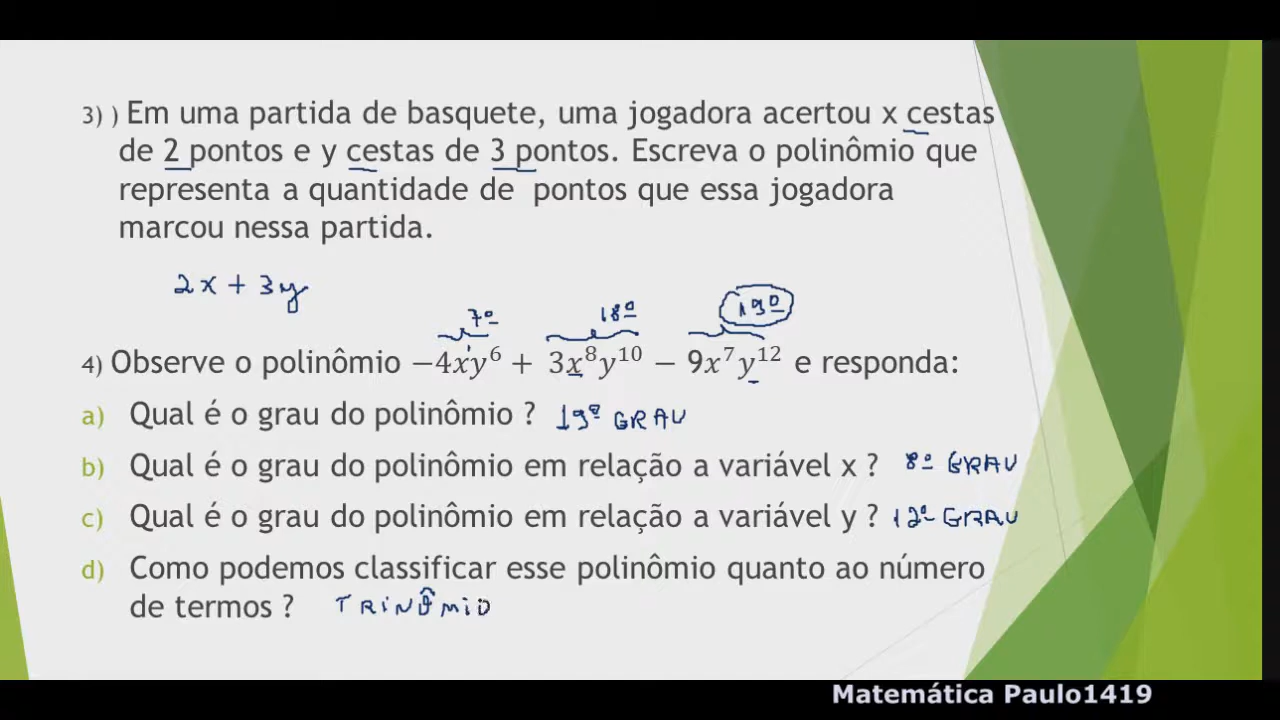 3) ) Em uma partida de basquete, uma jogadora acertou x cestas
de 2 pontos e y cestas de 3 pontos. Escreva o polinômio que
representa a quantidade de pontos que essa jogadora
marcou nessa partida.
2x + 3y
7º 18º 19º
4) Observe o polinômio −4xy⁶ + 3x⁸y¹⁰ − 9x⁷y¹² e responda:
a) Qual é o grau do polinômio ? 19º GRAU
b) Qual é o grau do polinômio em relação a variável x ? 8º GRAU
c) Qual é o grau do polinômio em relação a variável y ? 12º GRAU
d) Como podemos classificar esse polinômio quanto ao número
de termos ? TRINÔMIO
Matemática Paulo1419